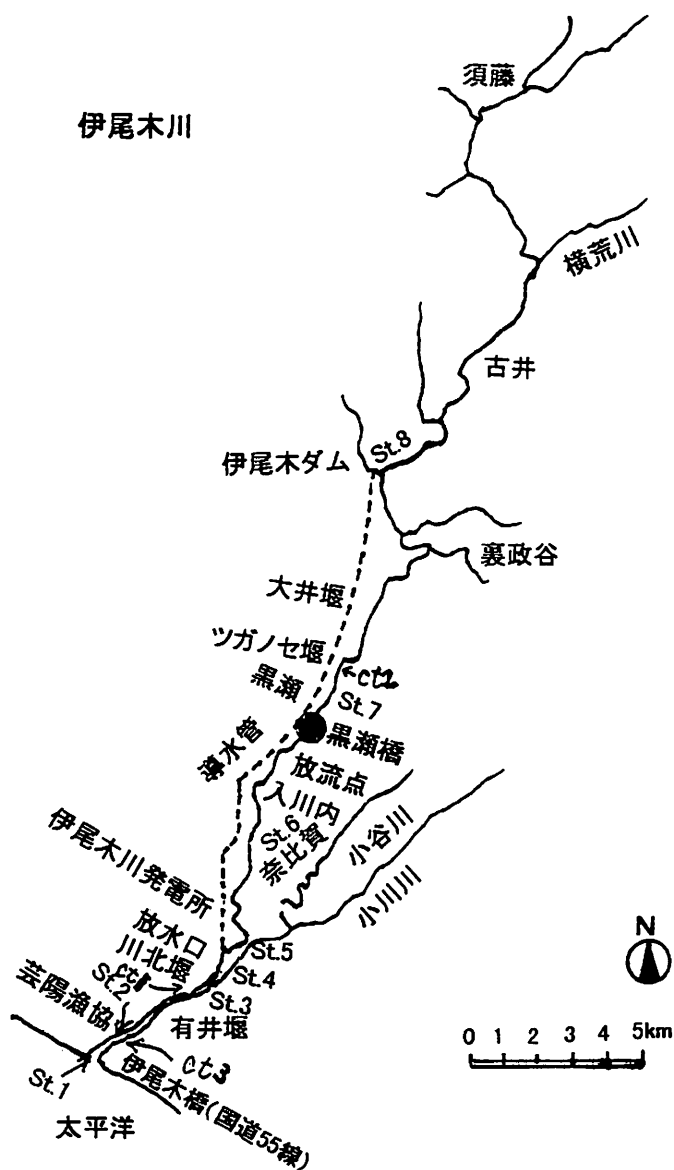 須藤
伊尾木川
横荒川
古井
St.8
伊尾木ダム
裏政谷
大井堰
ツガノセ堰
ct2
黒瀬
St.7
黒瀬橋
導水管
放流点
入川内
St.6
奈比賀
小谷川
小川川
伊尾木川発電所
放水口
川北堰
St.5
ct1
St.4
St.2
St.3
芸陽漁協
有井堰
ct3
St.1
伊尾木橋(国道55線)
太平洋
N
0 1 2 3 4 5km